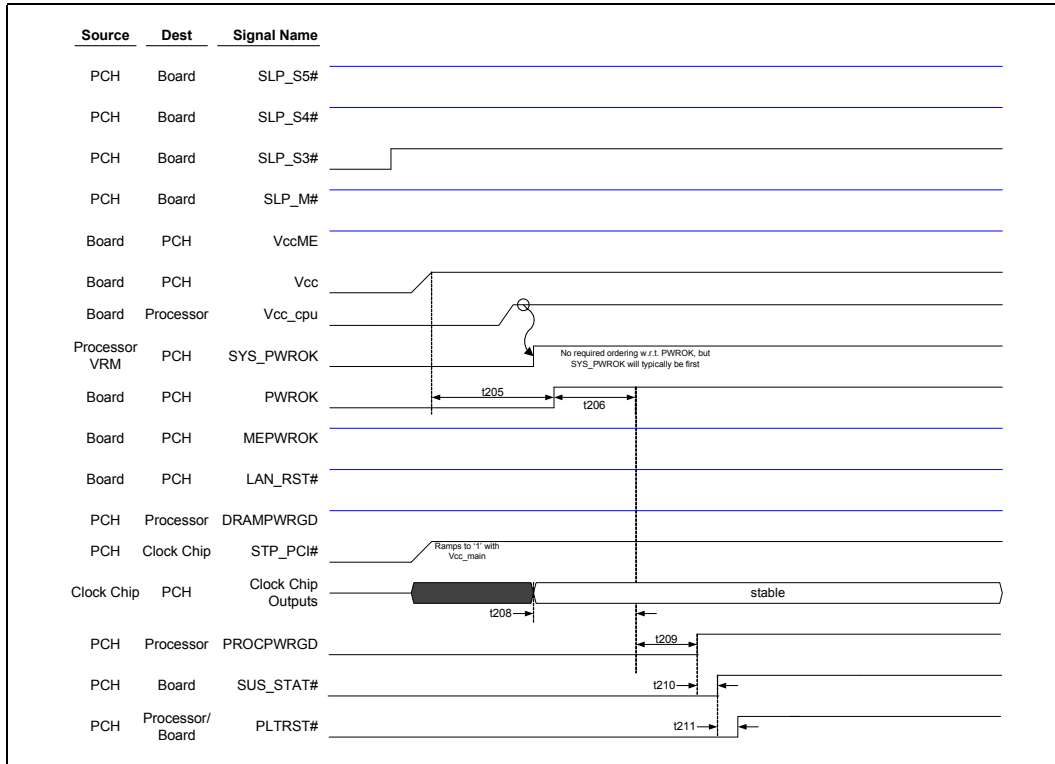 Source Dest Signal Name
PCH Board SLP_S5#
PCH Board SLP_S4#
PCH Board SLP_S3#
PCH Board SLP_M#
Board PCH VccME
Board PCH Vcc
Board Processor Vcc_cpu
Processor
VRM
PCH SYS_PWROK
No required ordering w.r.t. PWROK, but
SYS_PWROK will typically be first
Board PCH PWROK
t205
t206
Board PCH MEPWROK
Board PCH LAN_RST#
PCH Processor DRAMPWRGD
PCH Clock Chip STP_PCI#
Ramps to '1' with
Vcc_main
Clock Chip PCH
Clock Chip
Outputs
stable
t208
PCH Processor PROCPWRGD
t209
PCH Board SUS_STAT#
t210
PCH
Processor/
Board
PLTRST#
t211